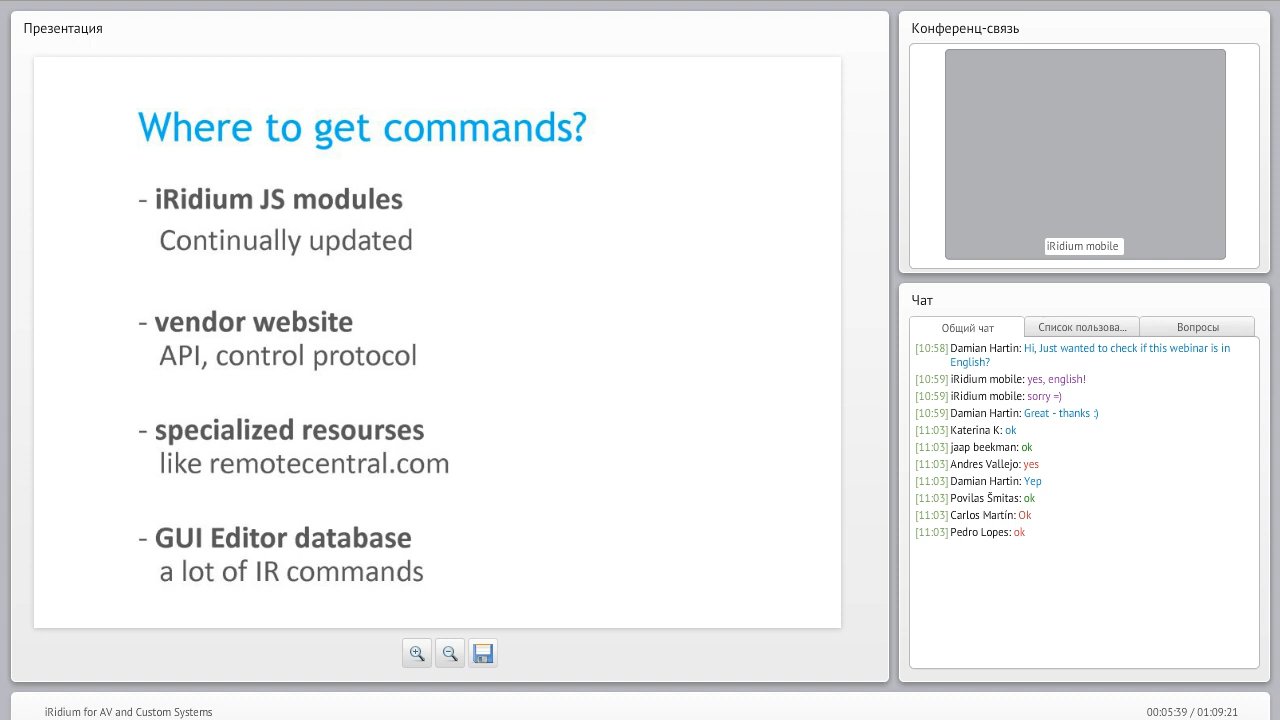 Презентация
Where to get commands?
- iRidium JS modules
Continually updated
- vendor website
API, control protocol
- specialized resourses
like remotecentral.com
- GUI Editor database
a lot of IR commands
Конференц-связь
iRidium mobile
Чат
Общий чат
Список пользова...
Вопросы
[10:58] Damian Hartin: Hi, Just wanted to check if this webinar is in
English?
[10:59] iRidium mobile: yes, english!
[10:59] iRidium mobile: sorry =)
[10:59] Damian Hartin: Great - thanks :)
[11:03] Katerina K: ok
[11:03] jaap beekman: ok
[11:03] Andres Vallejo: yes
[11:03] Damian Hartin: Yep
[11:03] Povilas Šmitas: ok
[11:03] Carlos Martín: Ok
[11:03] Pedro Lopes: ok
iRidium for AV and Custom Systems
00:05:39 / 01:09:21